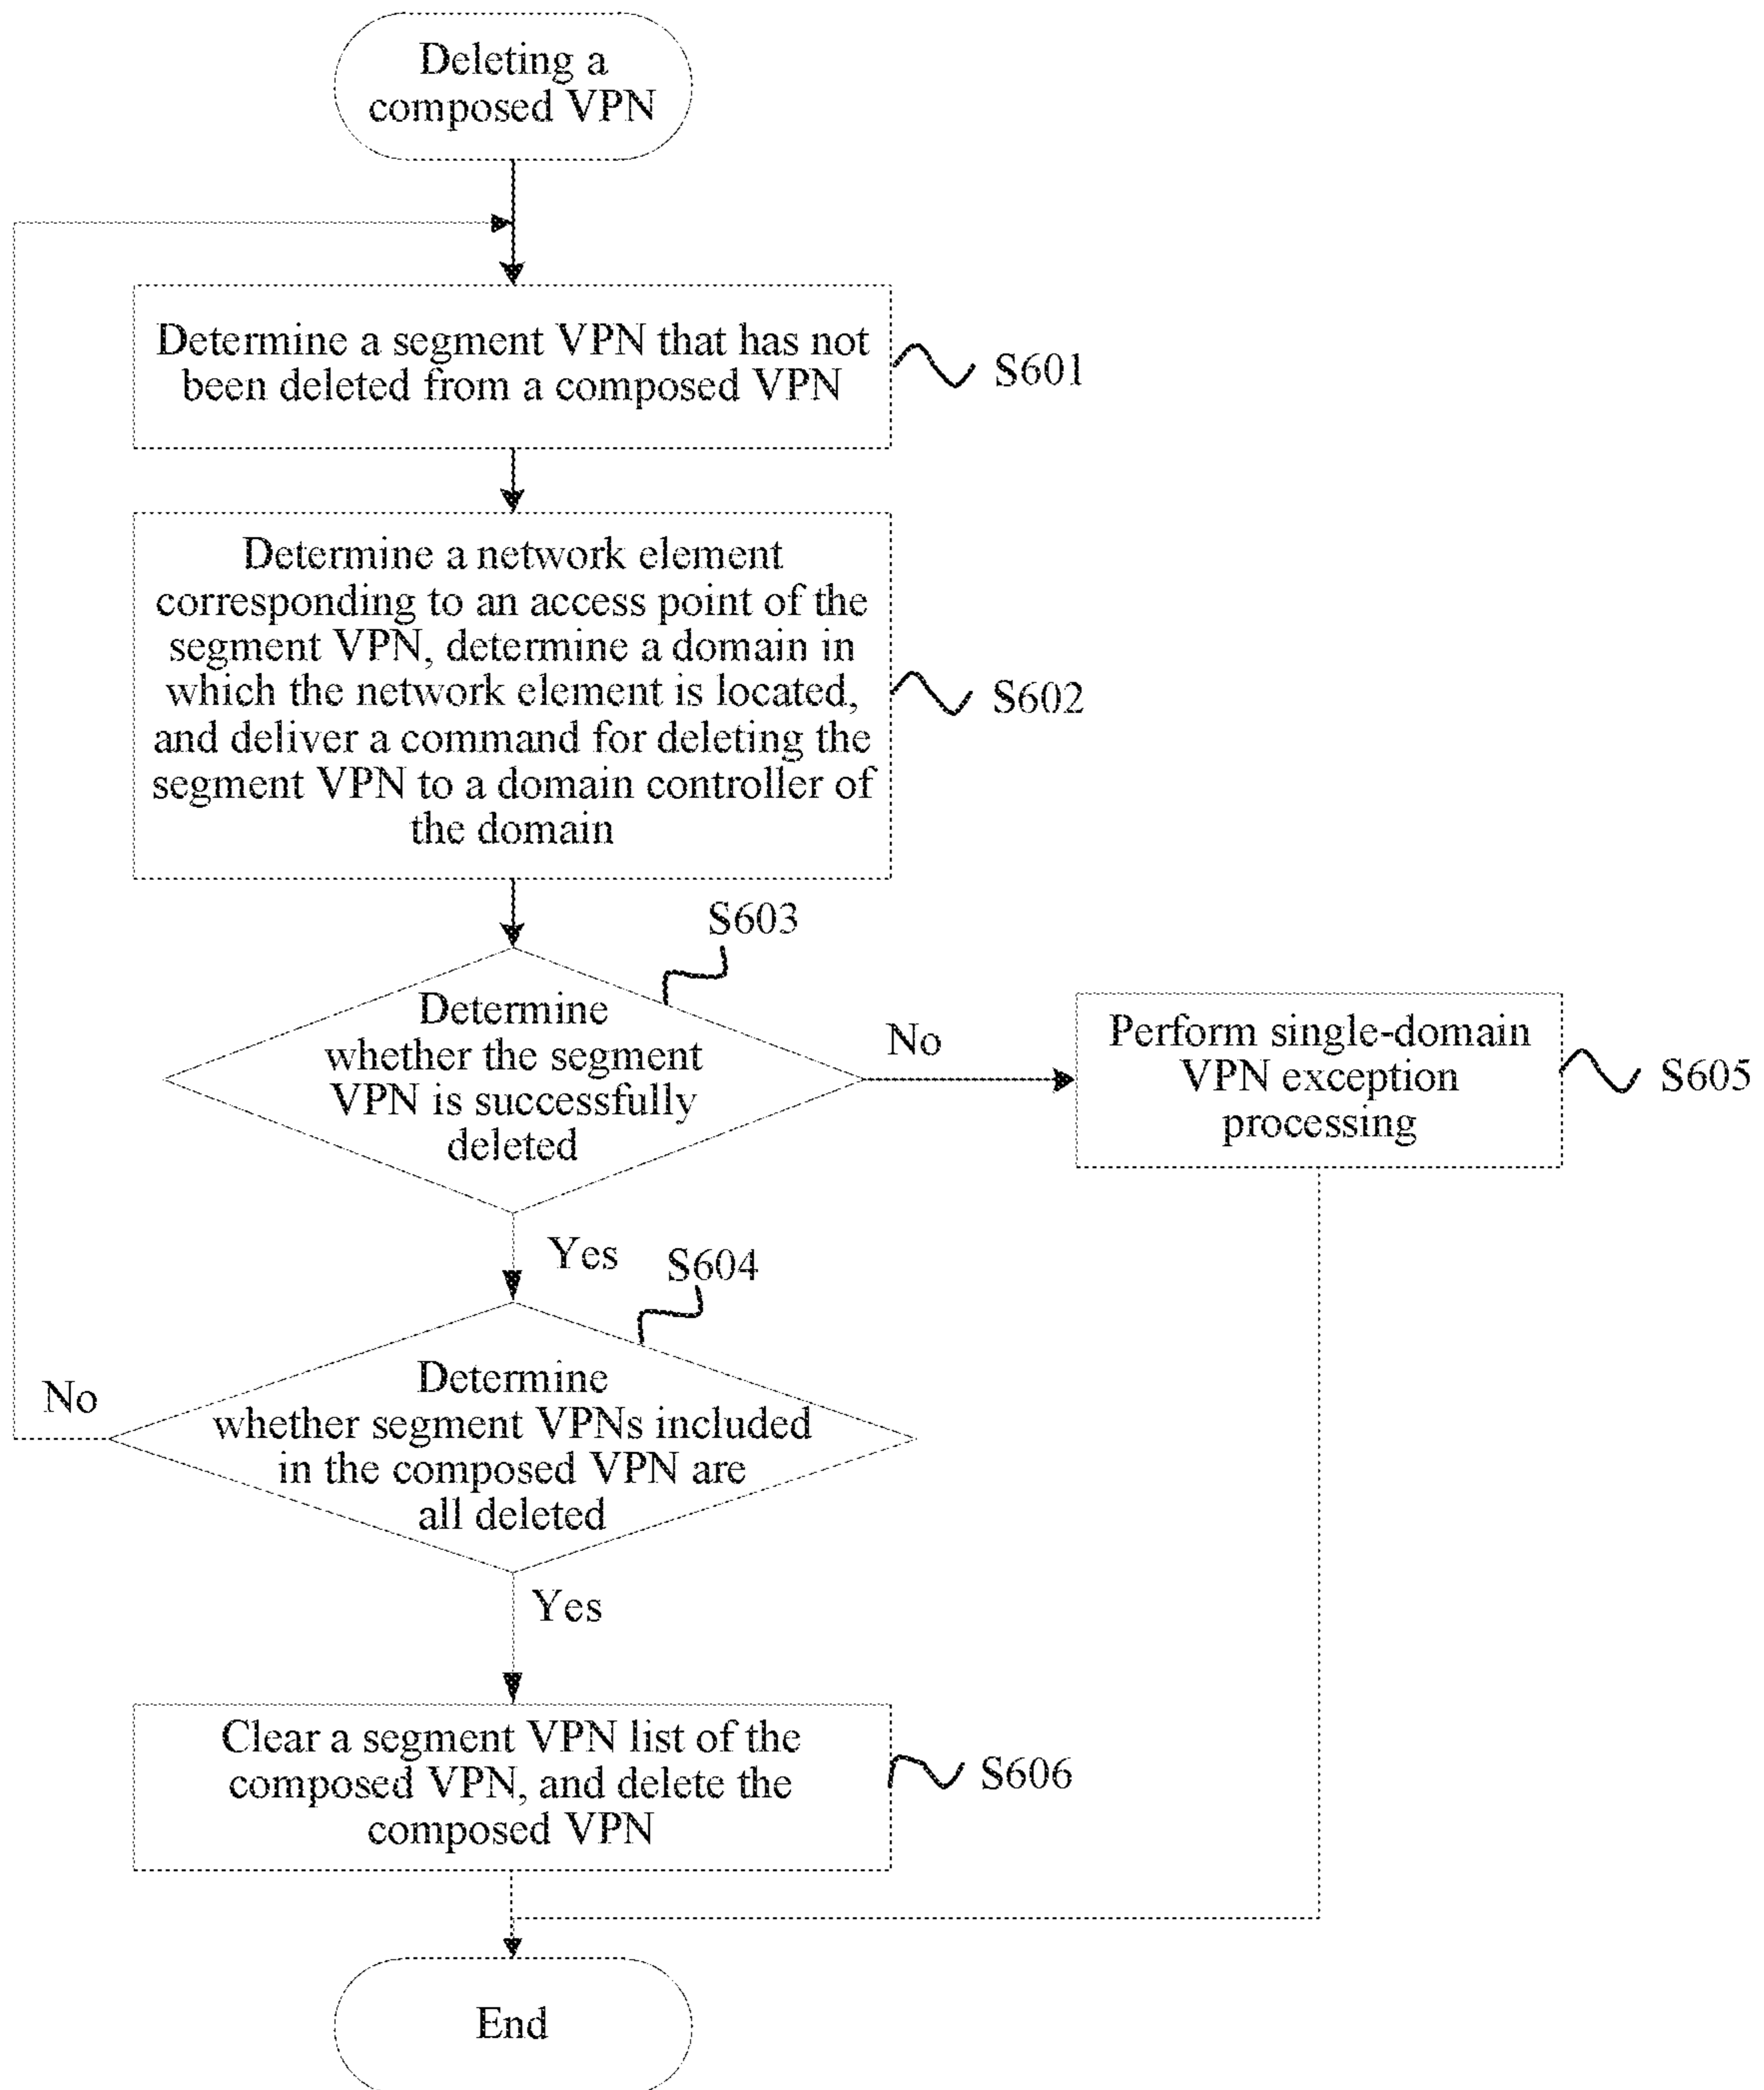 Deleting a
composed VPN
Determine a segment VPN that has not
been deleted from a composed VPN
S601
Determine a network element
corresponding to an access point of the
segment VPN, determine a domain in
which the network element is located,
and deliver a command for deleting the
segment VPN to a domain controller of
the domain
S602
S603
Determine
whether the segment
VPN is successfully
deleted
No
Perform single-domain
VPN exception
processing
S605
Yes
S604
Determine
whether segment VPNs included
in the composed VPN are
all deleted
No
Yes
Clear a segment VPN list of the
composed VPN, and delete the
composed VPN
S606
End